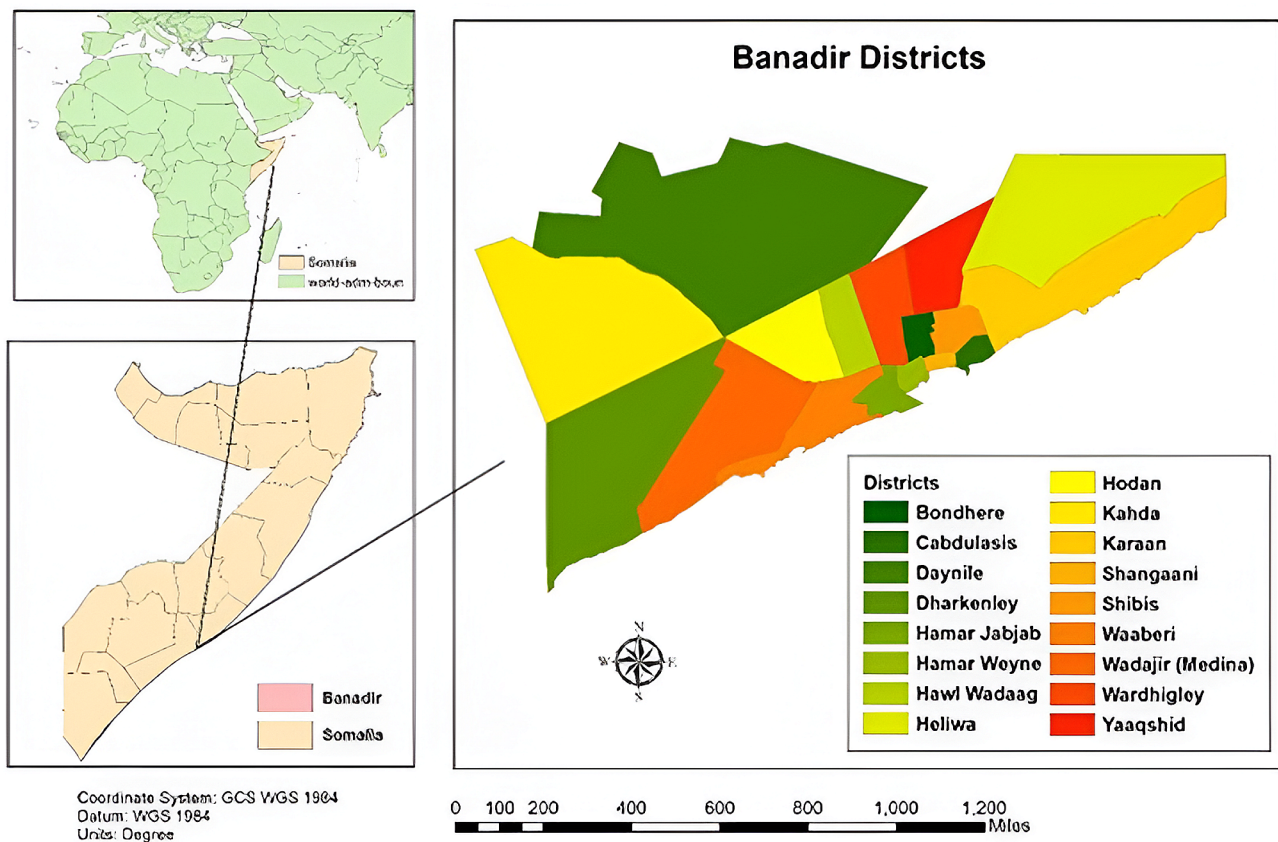 Somalia
Banadir
Somalia
Coordinate System: GCS WGS 1984
Datum: WGS 1984
Units: Degree
Banadir Districts
N
W
E
Districts
Bondhere
Cabdulasis
Daynile
Dharkenley
Hamar Jabjab
Hamar Weyne
Hawl Wadaag
Heliwa
Hodan
Kahda
Karaan
Shangaani
Shibis
Waaberi
Wadajir (Medina)
Wardhigley
Yaaqshid
0 100 200 400 600 800 1,000 1,200
Miles